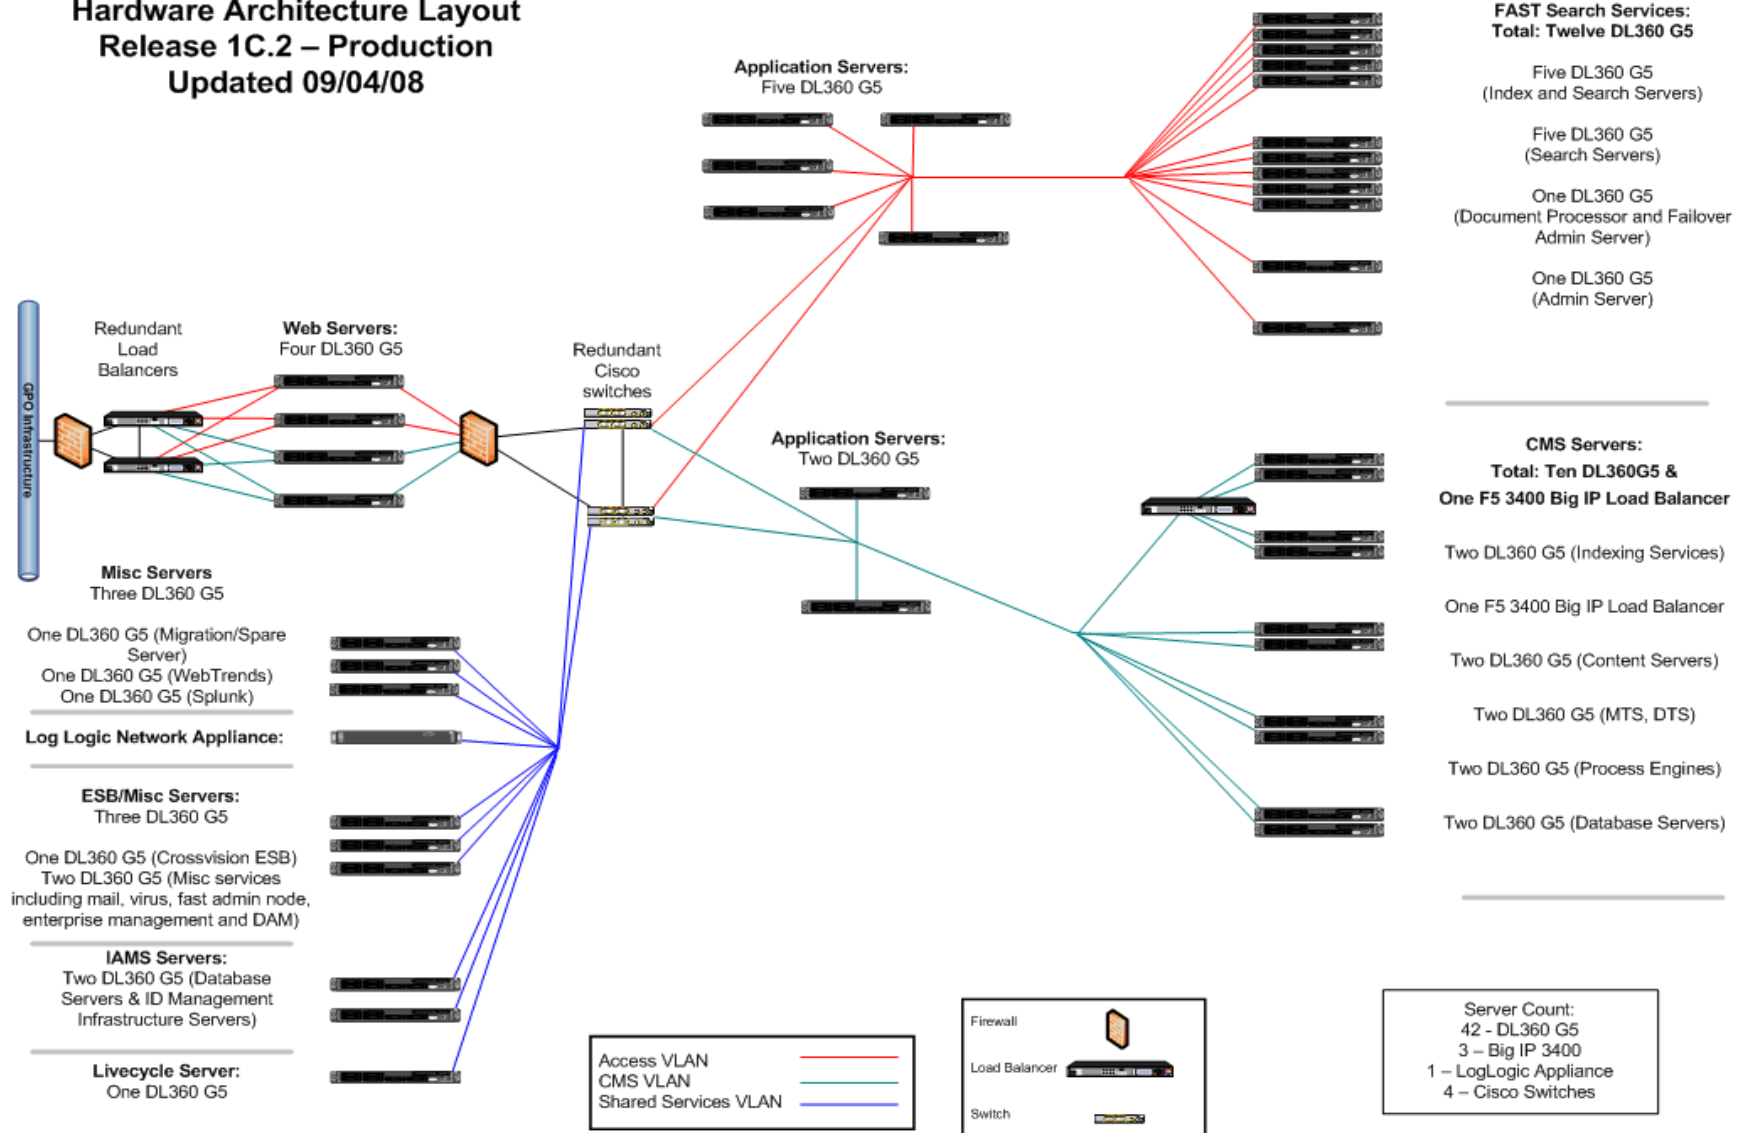 Hardware Architecture Layout
Release 1C.2 – Production
Updated 09/04/08
Application Servers:
Five DL360 G5
FAST Search Services:
Total: Twelve DL360 G5
Five DL360 G5
(Index and Search Servers)
Five DL360 G5
(Search Servers)
One DL360 G5
(Document Processor and Failover
Admin Server)
One DL360 G5
(Admin Server)
GPO Infrastructure
Redundant
Load
Balancers
Web Servers:
Four DL360 G5
Redundant
Cisco
switches
Application Servers:
Two DL360 G5
CMS Servers:
Total: Ten DL360G5 &
One F5 3400 Big IP Load Balancer
Two DL360 G5 (Indexing Services)
One F5 3400 Big IP Load Balancer
Two DL360 G5 (Content Servers)
Two DL360 G5 (MTS, DTS)
Two DL360 G5 (Process Engines)
Two DL360 G5 (Database Servers)
Misc Servers
Three DL360 G5
One DL360 G5 (Migration/Spare
Server)
One DL360 G5 (WebTrends)
One DL360 G5 (Splunk)
Log Logic Network Appliance:
ESB/Misc Servers:
Three DL360 G5
One DL360 G5 (Crossvision ESB)
Two DL360 G5 (Misc services
including mail, virus, fast admin node,
enterprise management and DAM)
IAMS Servers:
Two DL360 G5 (Database
Servers & ID Management
Infrastructure Servers)
Livecycle Server:
One DL360 G5
Access VLAN
CMS VLAN
Shared Services VLAN
Firewall
Load Balancer
Switch
Server Count:
42 - DL360 G5
3 – Big IP 3400
1 – LogLogic Appliance
4 – Cisco Switches